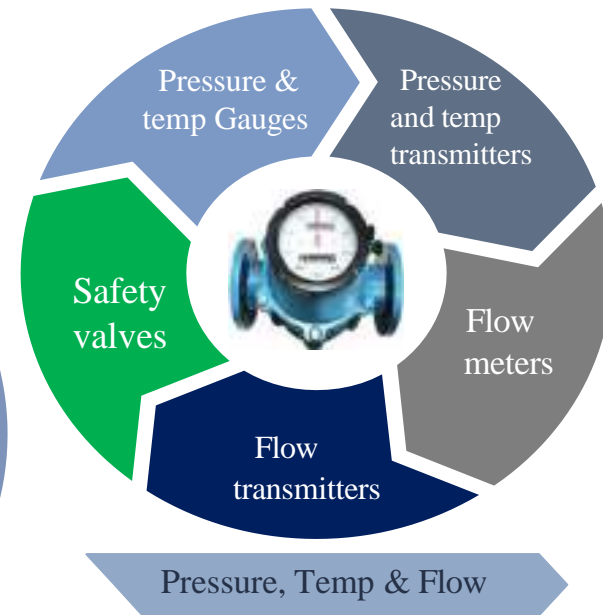 Pressure &
temp Gauges
Pressure
and temp
transmitters
Flow
meters
Flow
transmitters
Safety
valves
Pressure, Temp & Flow